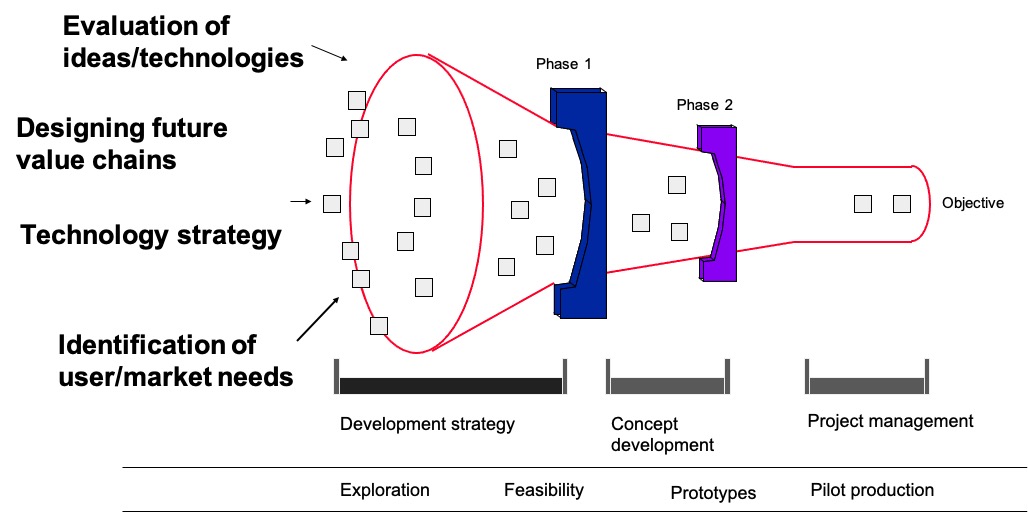 Evaluation of
ideas/technologies
Phase 1
Phase 2
Designing future
value chains
Objective
Technology strategy
Identification of
user/market needs
Development strategy
Concept
development
Project management
Exploration
Feasibility
Prototypes
Pilot production